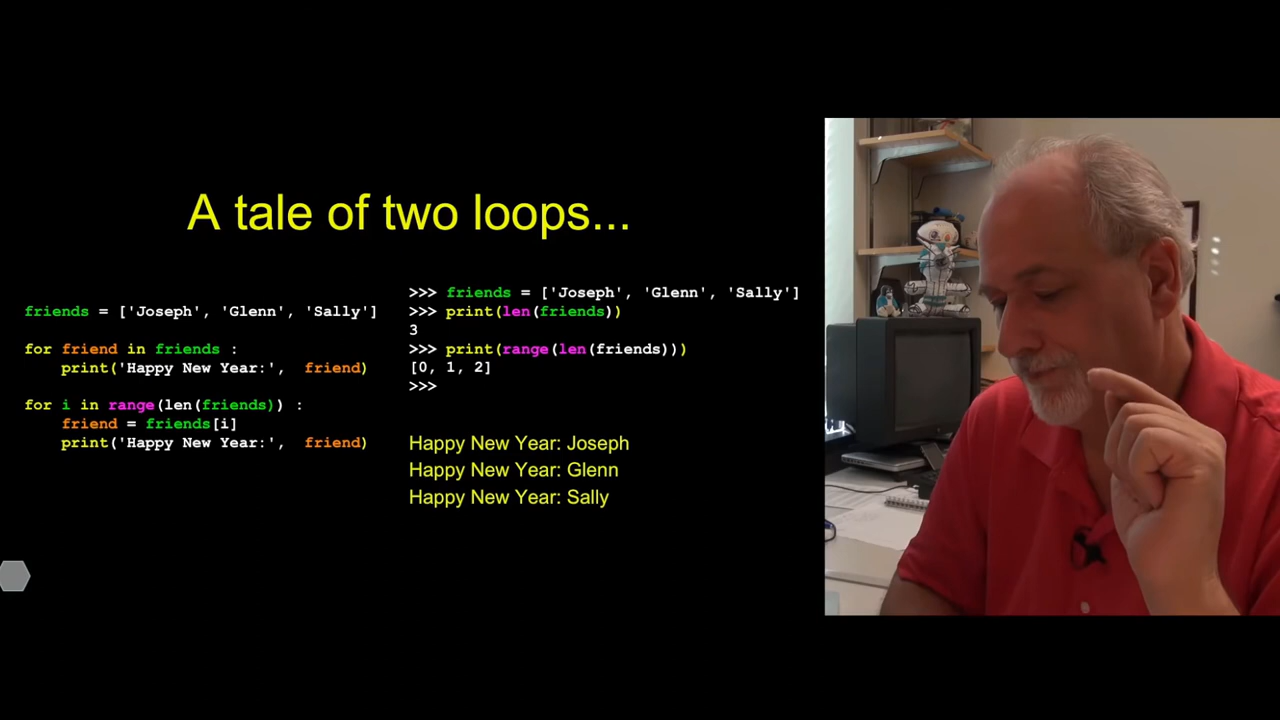 A tale of two loops...
friends = ['Joseph', 'Glenn', 'Sally']
for friend in friends :
    print('Happy New Year:',  friend)
for i in range(len(friends)) :
    friend = friends[i]
    print('Happy New Year:',  friend)
>>> friends = ['Joseph', 'Glenn', 'Sally']
>>> print(len(friends))
3
>>> print(range(len(friends)))
[0, 1, 2]
>>>
Happy New Year: Joseph
Happy New Year: Glenn
Happy New Year: Sally